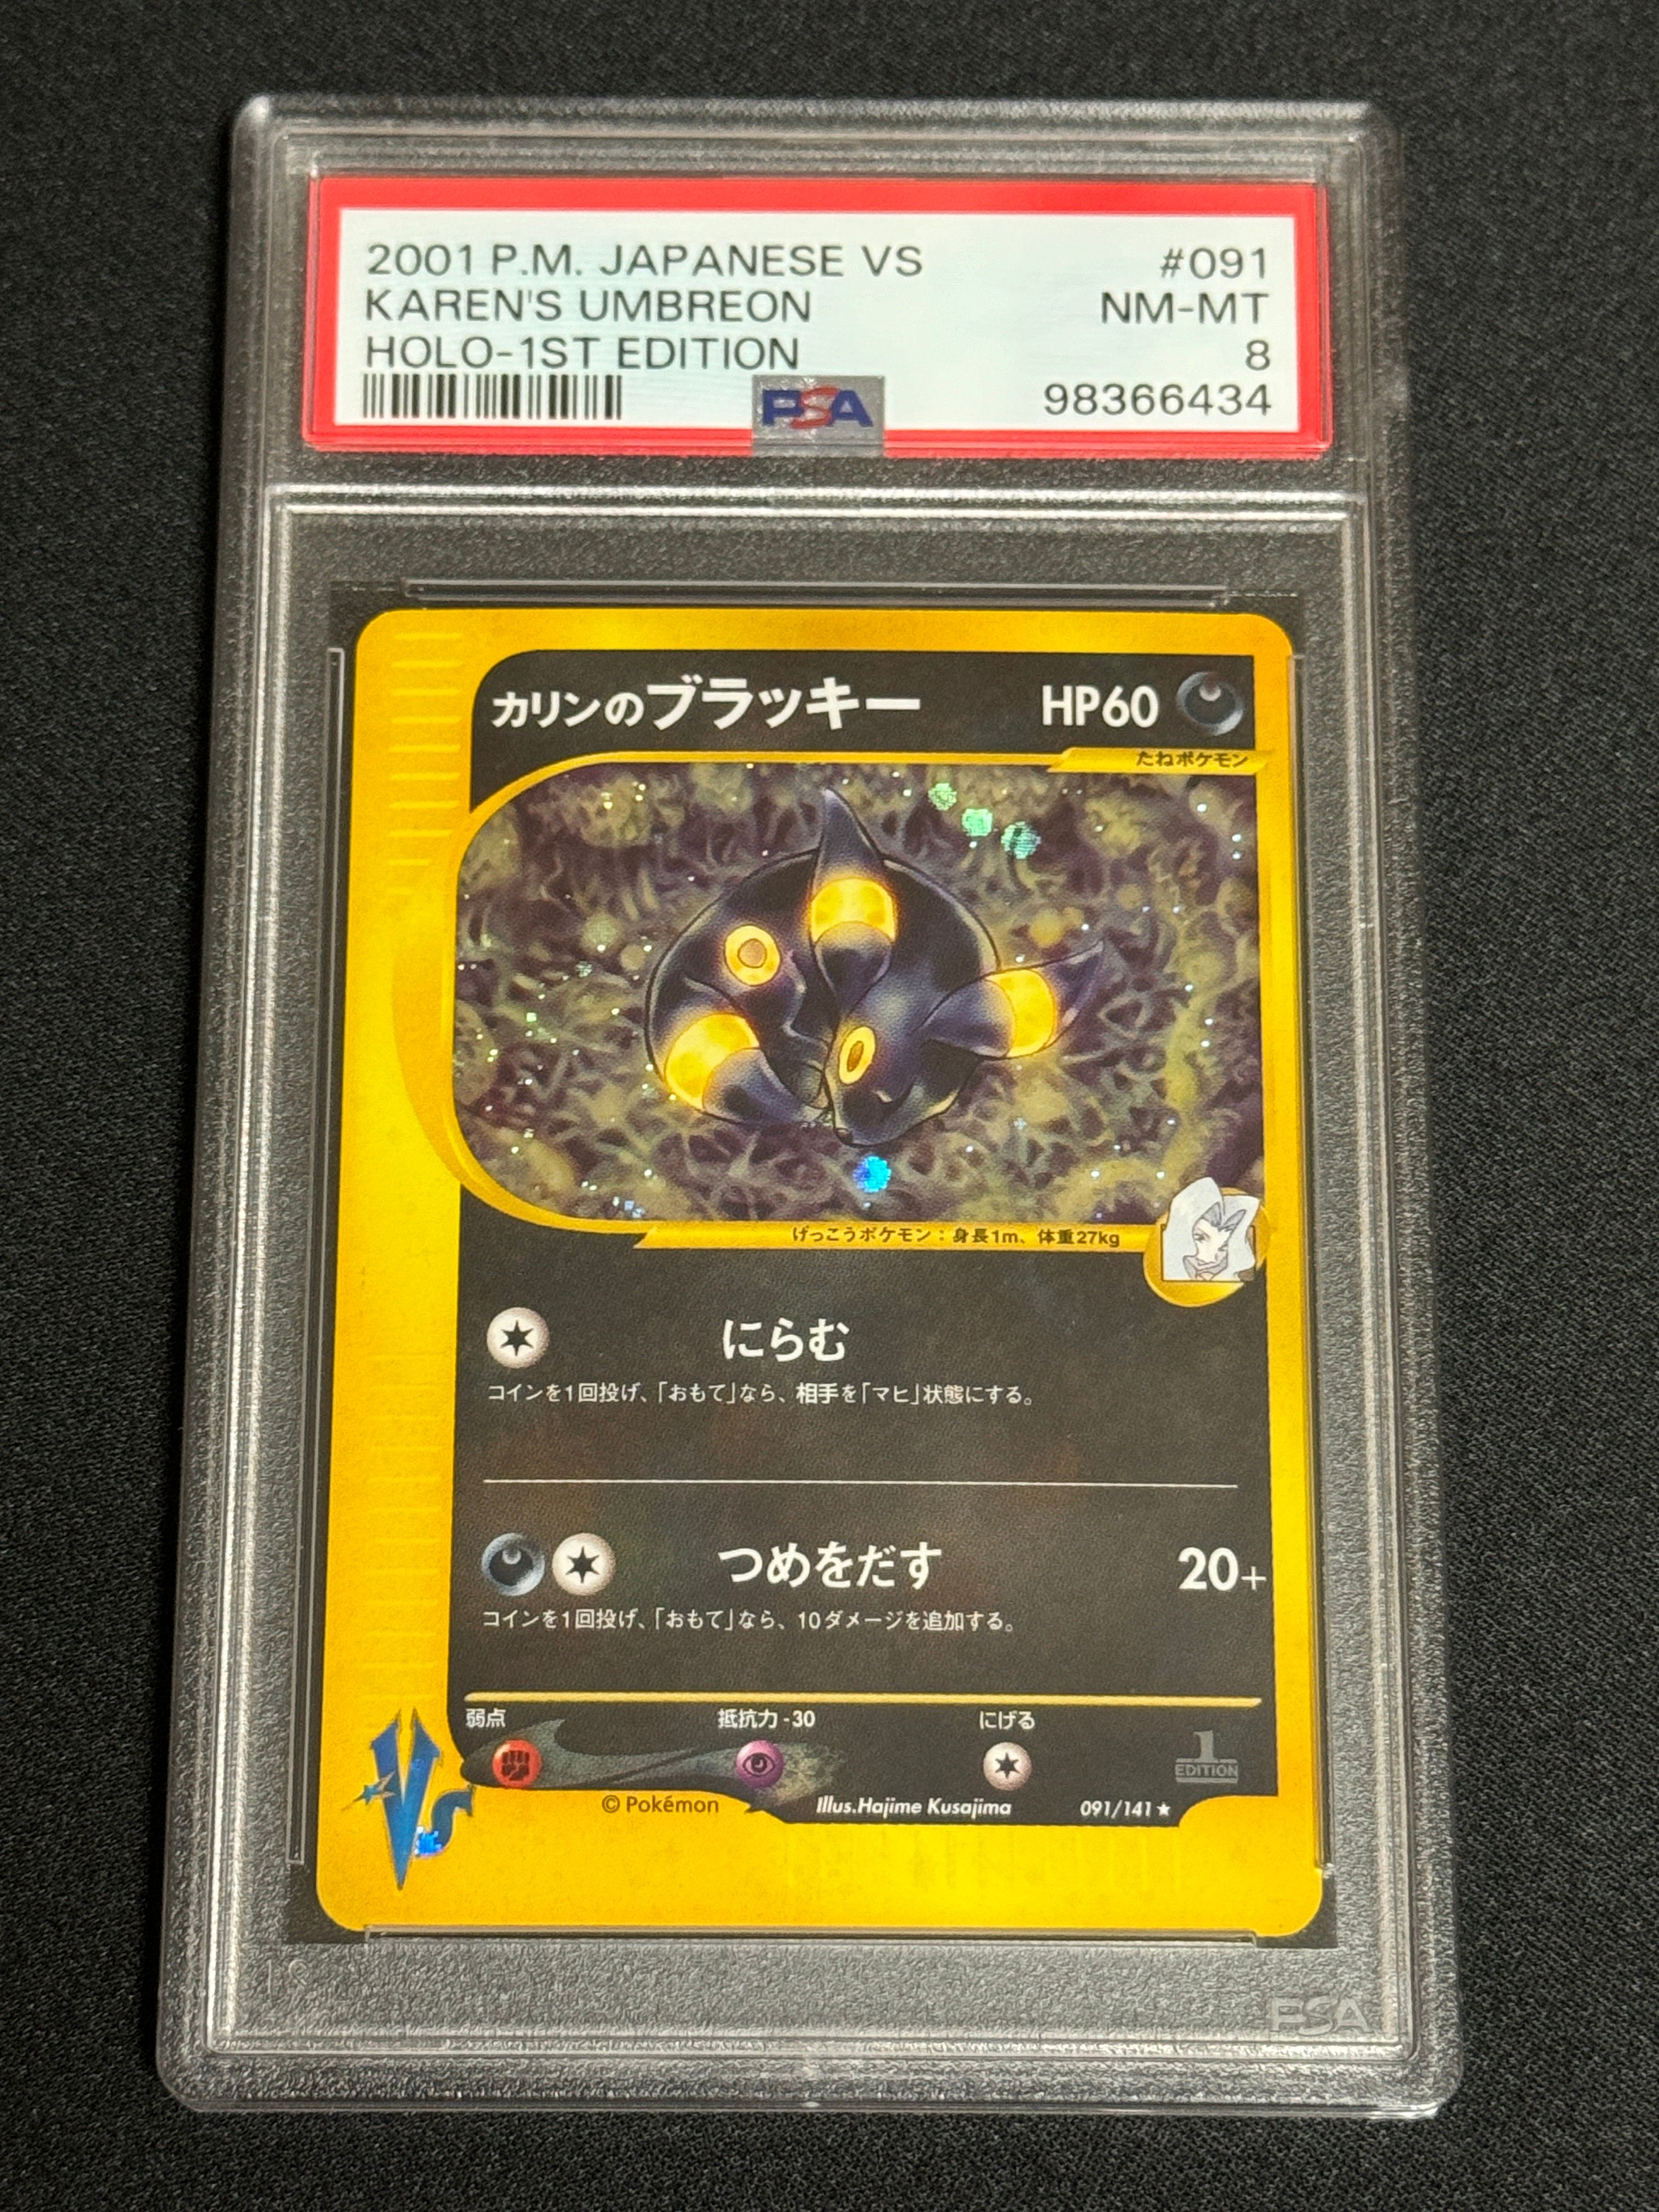 2001 P.M. JAPANESE VS #091
KAREN'S UMBREON NM-MT
HOLO-1ST EDITION 8
PSA 98366434
カリンのブラッキー HP60
たねポケモン
げっこうポケモン：身長1m、体重27kg
にらむ
コインを1回投げ、「おもて」なら、相手を「マヒ」状態にする。
つめをだす 20+
コインを1回投げ、「おもて」なら、10ダメージを追加する。
弱点 抵抗力-30 にげる
1 EDITION
VS
© Pokémon Illus.Hajime Kusajima 091/141★
PSA